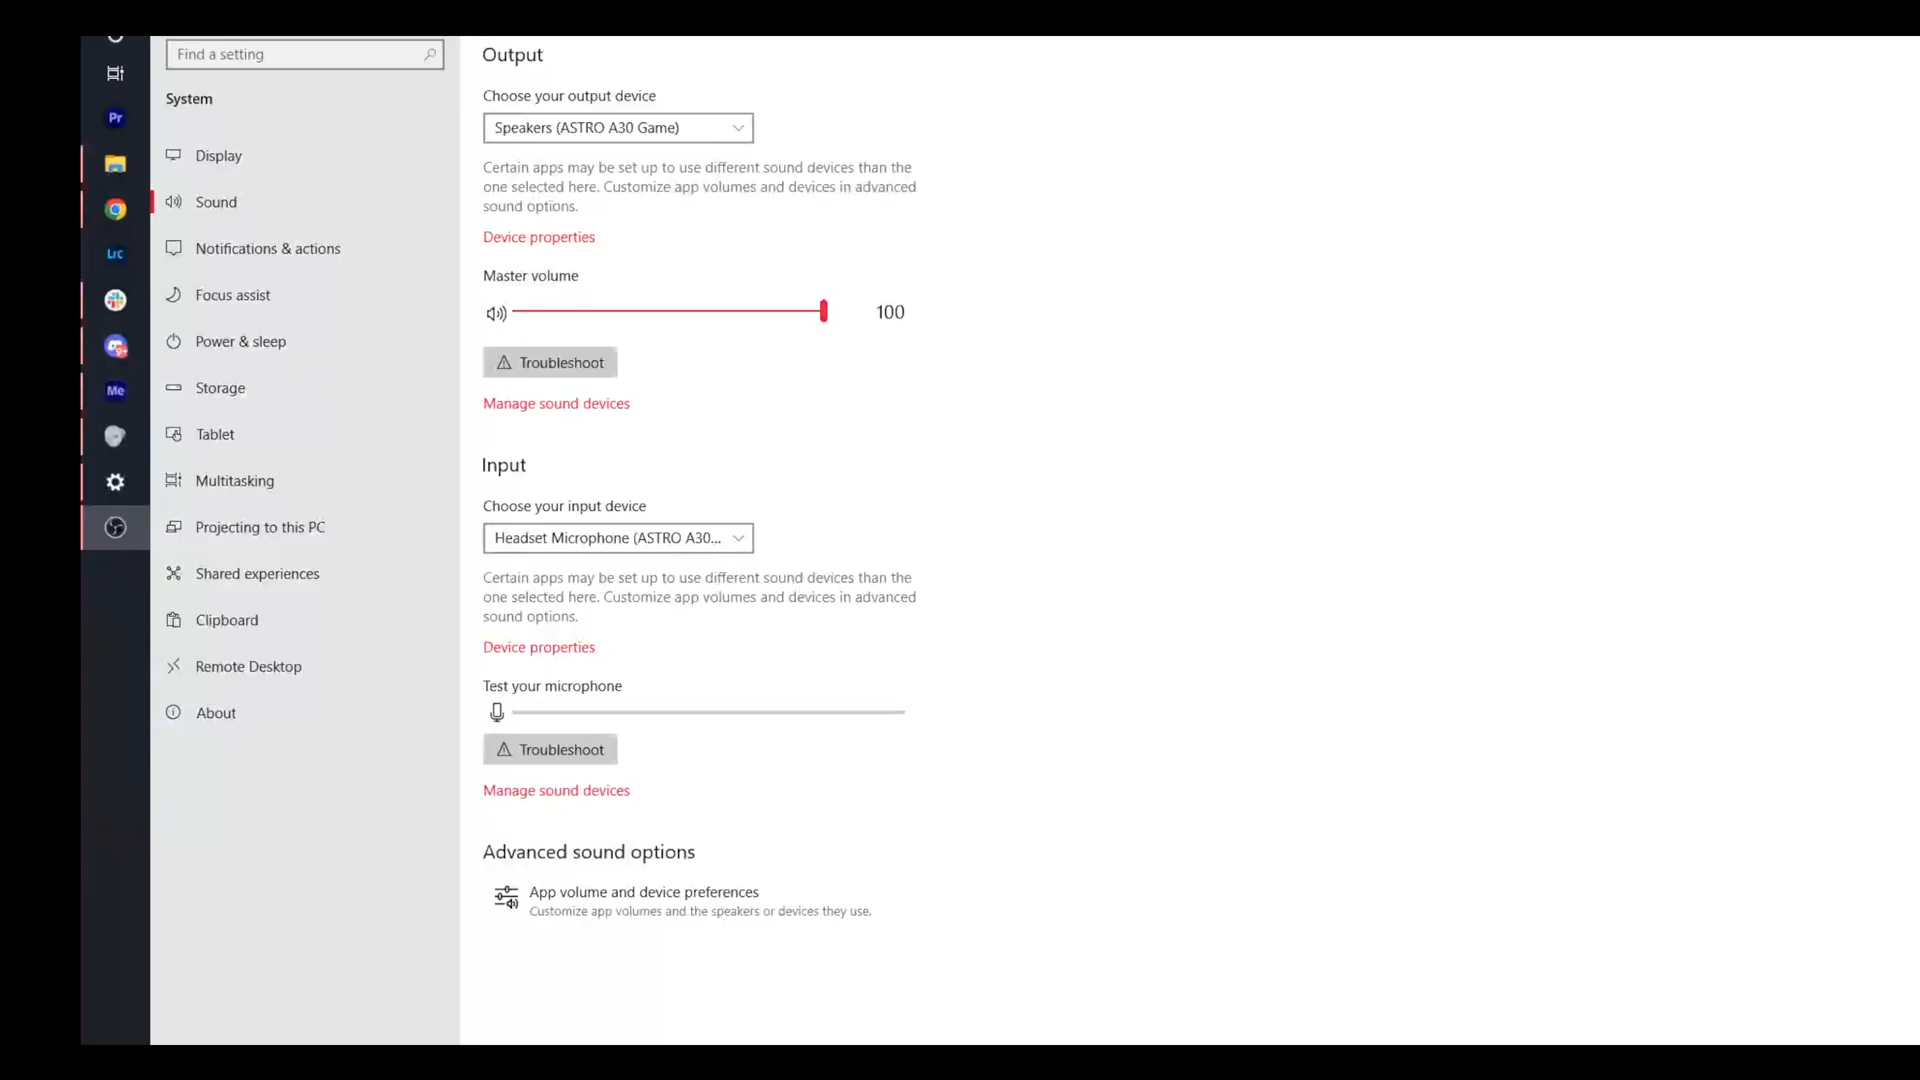 Find a setting
System
Display
Sound
Notifications & actions
Focus assist
Power & sleep
Storage
Tablet
Multitasking
Projecting to this PC
Shared experiences
Clipboard
Remote Desktop
About
Pr
LrC
9+
Me
Output
Choose your output device
Speakers (ASTRO A30 Game)
Certain apps may be set up to use different sound devices than the
one selected here. Customize app volumes and devices in advanced
sound options.
Device properties
Master volume
100
Troubleshoot
Manage sound devices
Input
Choose your input device
Headset Microphone (ASTRO A30...
Certain apps may be set up to use different sound devices than the
one selected here. Customize app volumes and devices in advanced
sound options.
Device properties
Test your microphone
Troubleshoot
Manage sound devices
Advanced sound options
App volume and device preferences
Customize app volumes and the speakers or devices they use.